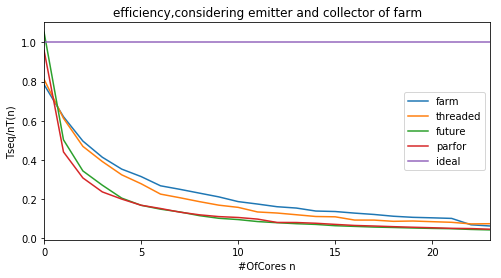 efficiency,considering emitter and collector of farm
Tseq/nT(n)
1.0
0.8
0.6
0.4
0.2
0.0
farm
threaded
future
parfor
ideal
0
5
10
15
20
#OfCores n